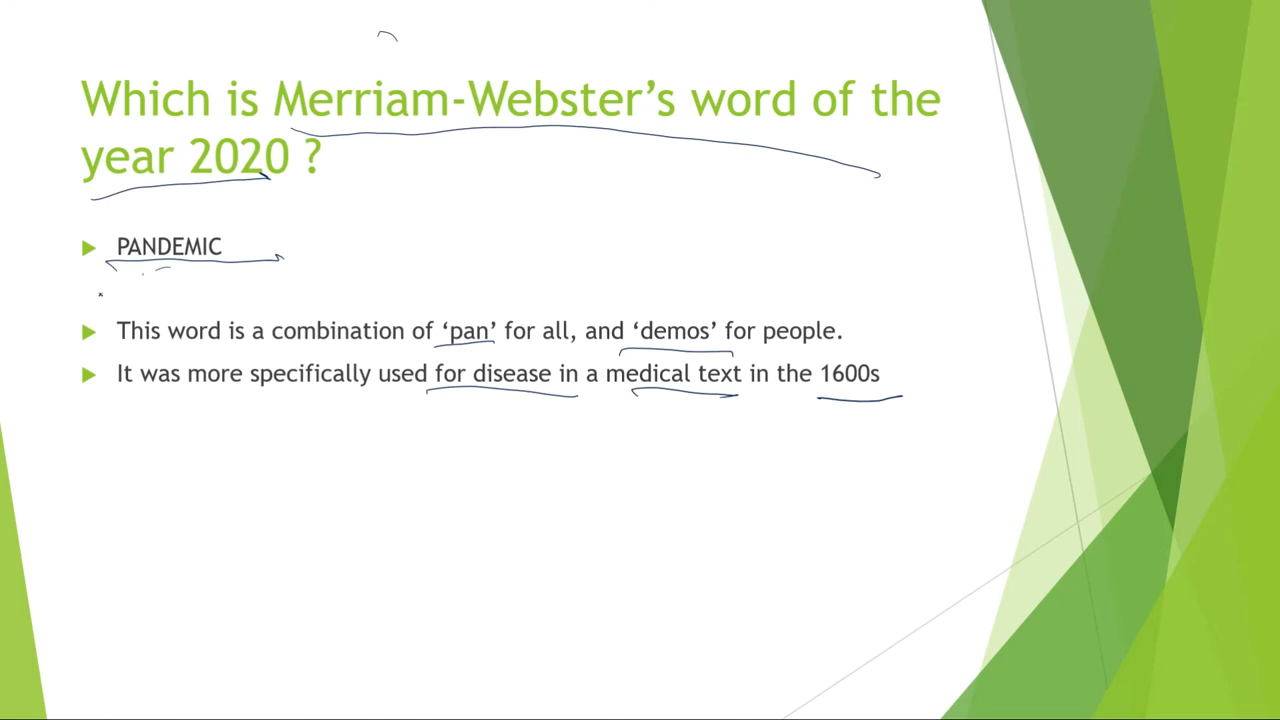 Which is Merriam-Webster’s word of the
year 2020 ?
PANDEMIC
This word is a combination of ‘pan’ for all, and ‘demos’ for people.
It was more specifically used for disease in a medical text in the 1600s